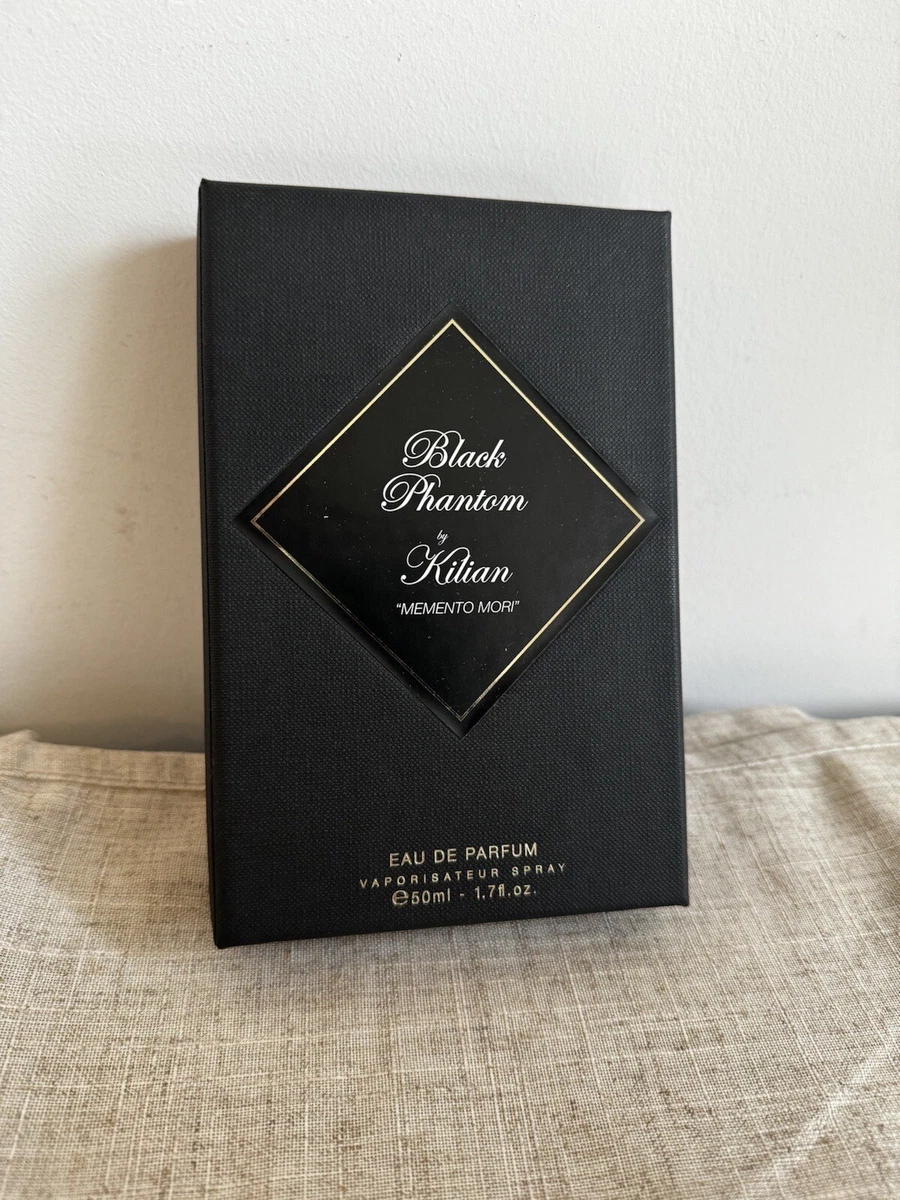 Black
Phantom
by
Kilian
“MEMENTO MORI”
EAU DE PARFUM
VAPORISATEUR SPRAY
℮50ml - 1.7fl.oz.